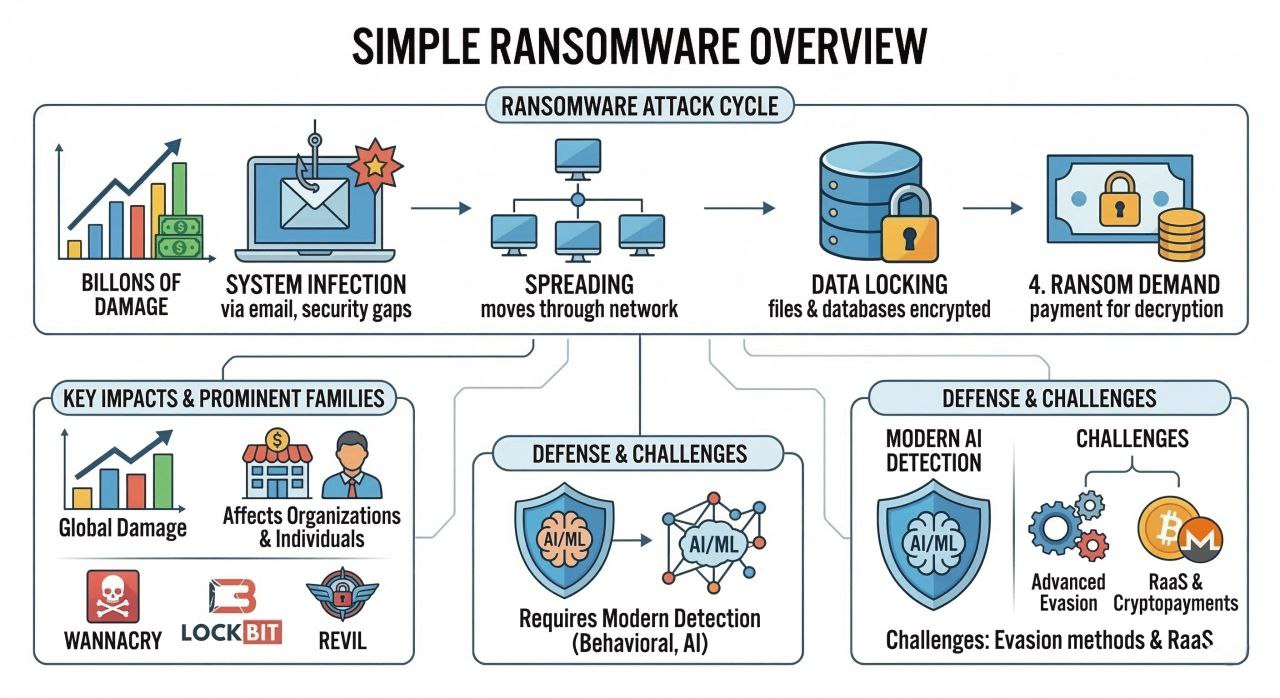 SIMPLE RANSOMWARE OVERVIEW
RANSOMWARE ATTACK CYCLE
BILLONS OF
DAMAGE
SYSTEM INFECTION
via email, security gaps
SPREADING
moves through network
DATA LOCKING
files & databases encrypted
4. RANSOM DEMAND
payment for decryption
KEY IMPACTS & PROMINENT FAMILIES
$
Global Damage
Affects Organizations
& Individuals
WANNACRY
LOCKBIT
REVIL
DEFENSE & CHALLENGES
AI/ML
AI/ML
Requires Modern Detection
(Behavioral, AI)
DEFENSE & CHALLENGES
MODERN AI
DETECTION
AI/ML
CHALLENGES
Advanced
Evasion
RaaS &
Cryptopayments
Challenges: Evasion methods & RaaS